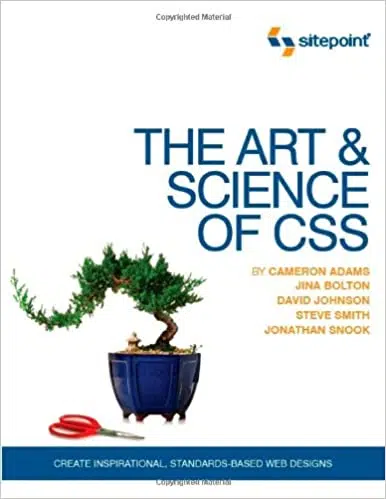 Copyrighted Material
sitepoint
THE ART &
SCIENCE
OF CSS
BY CAMERON ADAMS
JINA BOLTON
DAVID JOHNSON
STEVE SMITH
JONATHAN SNOOK
CREATE INSPIRATIONAL, STANDARDS-BASED WEB DESIGNS
Copyrighted Material